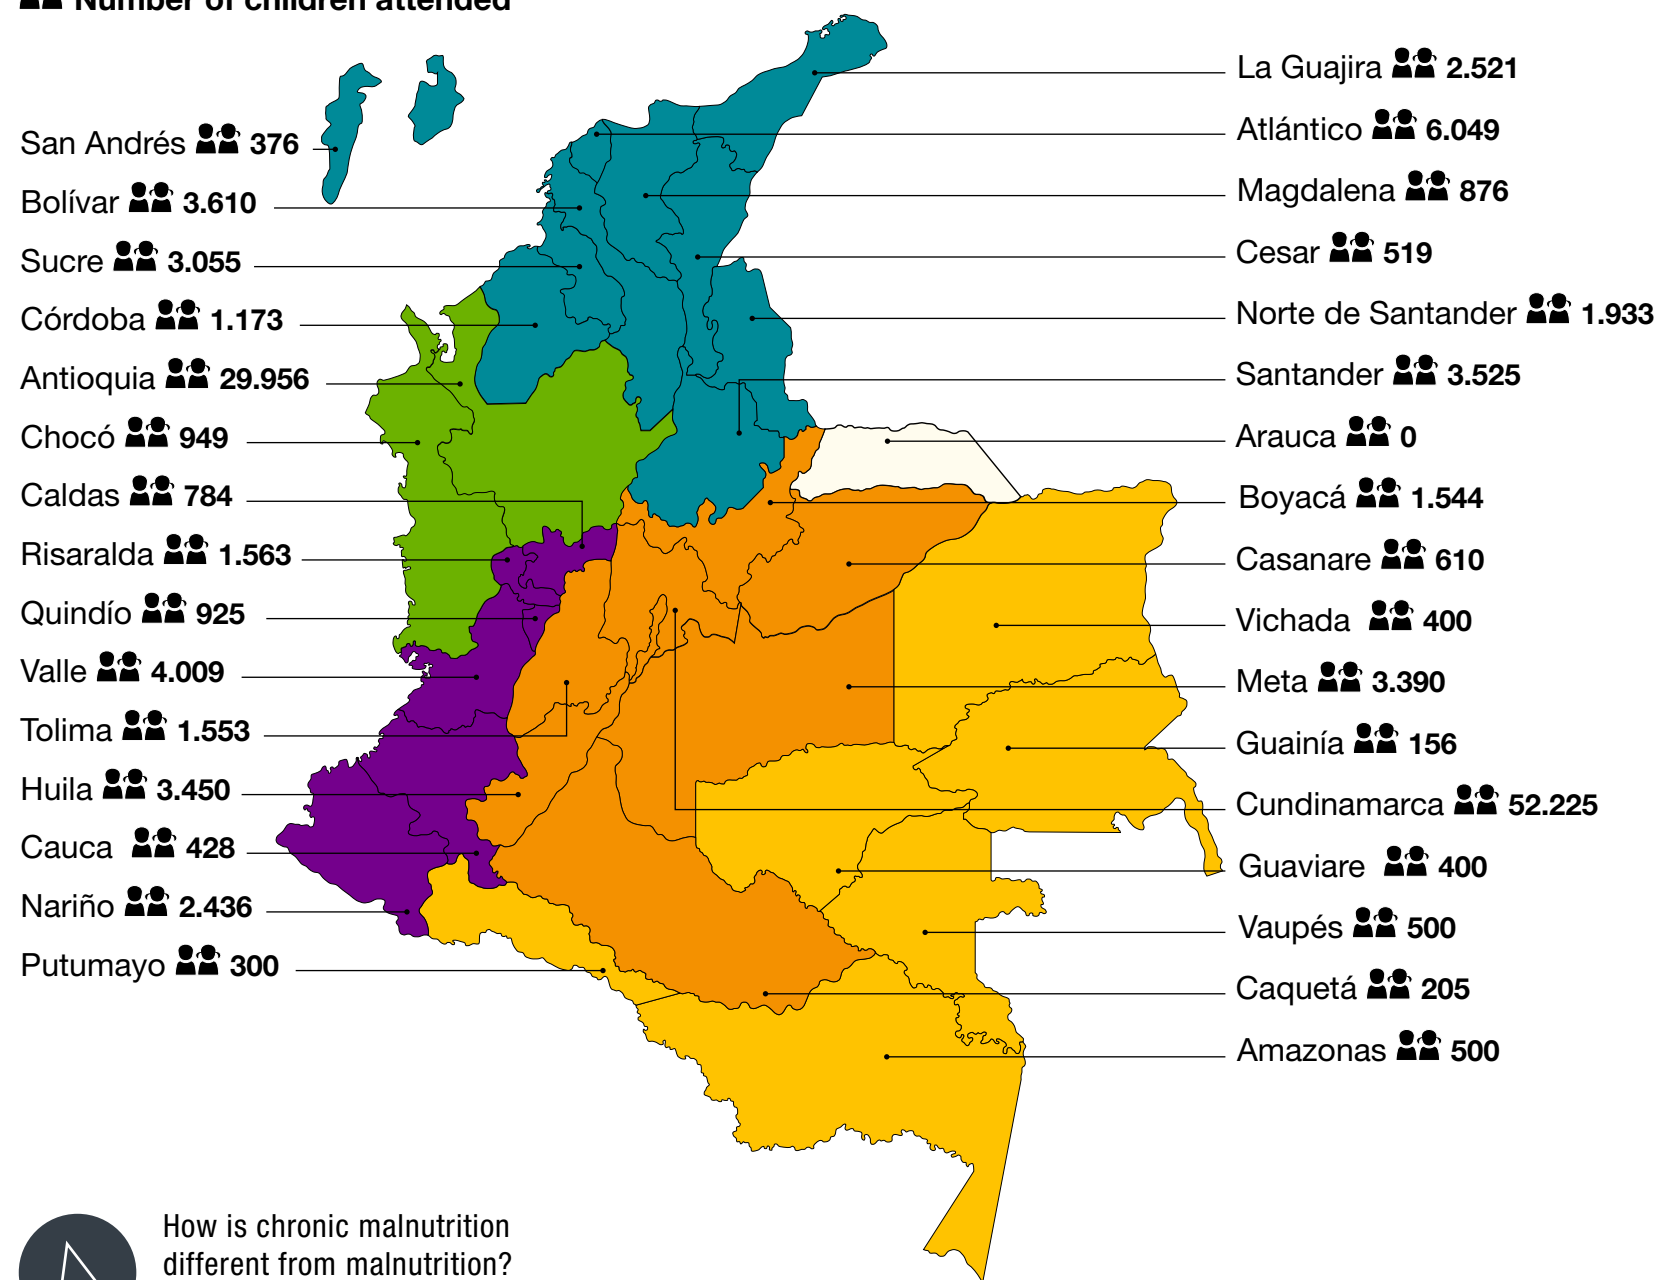 Number of children attended
San Andrés 376
Bolívar 3.610
Sucre 3.055
Córdoba 1.173
Antioquia 29.956
Chocó 949
Caldas 784
Risaralda 1.563
Quindío 925
Valle 4.009
Tolima 1.553
Huila 3.450
Cauca 428
Nariño 2.436
Putumayo 300
La Guajira 2.521
Atlántico 6.049
Magdalena 876
Cesar 519
Norte de Santander 1.933
Santander 3.525
Arauca 0
Boyacá 1.544
Casanare 610
Vichada 400
Meta 3.390
Guainía 156
Cundinamarca 52.225
Guaviare 400
Vaupés 500
Caquetá 205
Amazonas 500
How is chronic malnutrition
different from malnutrition?